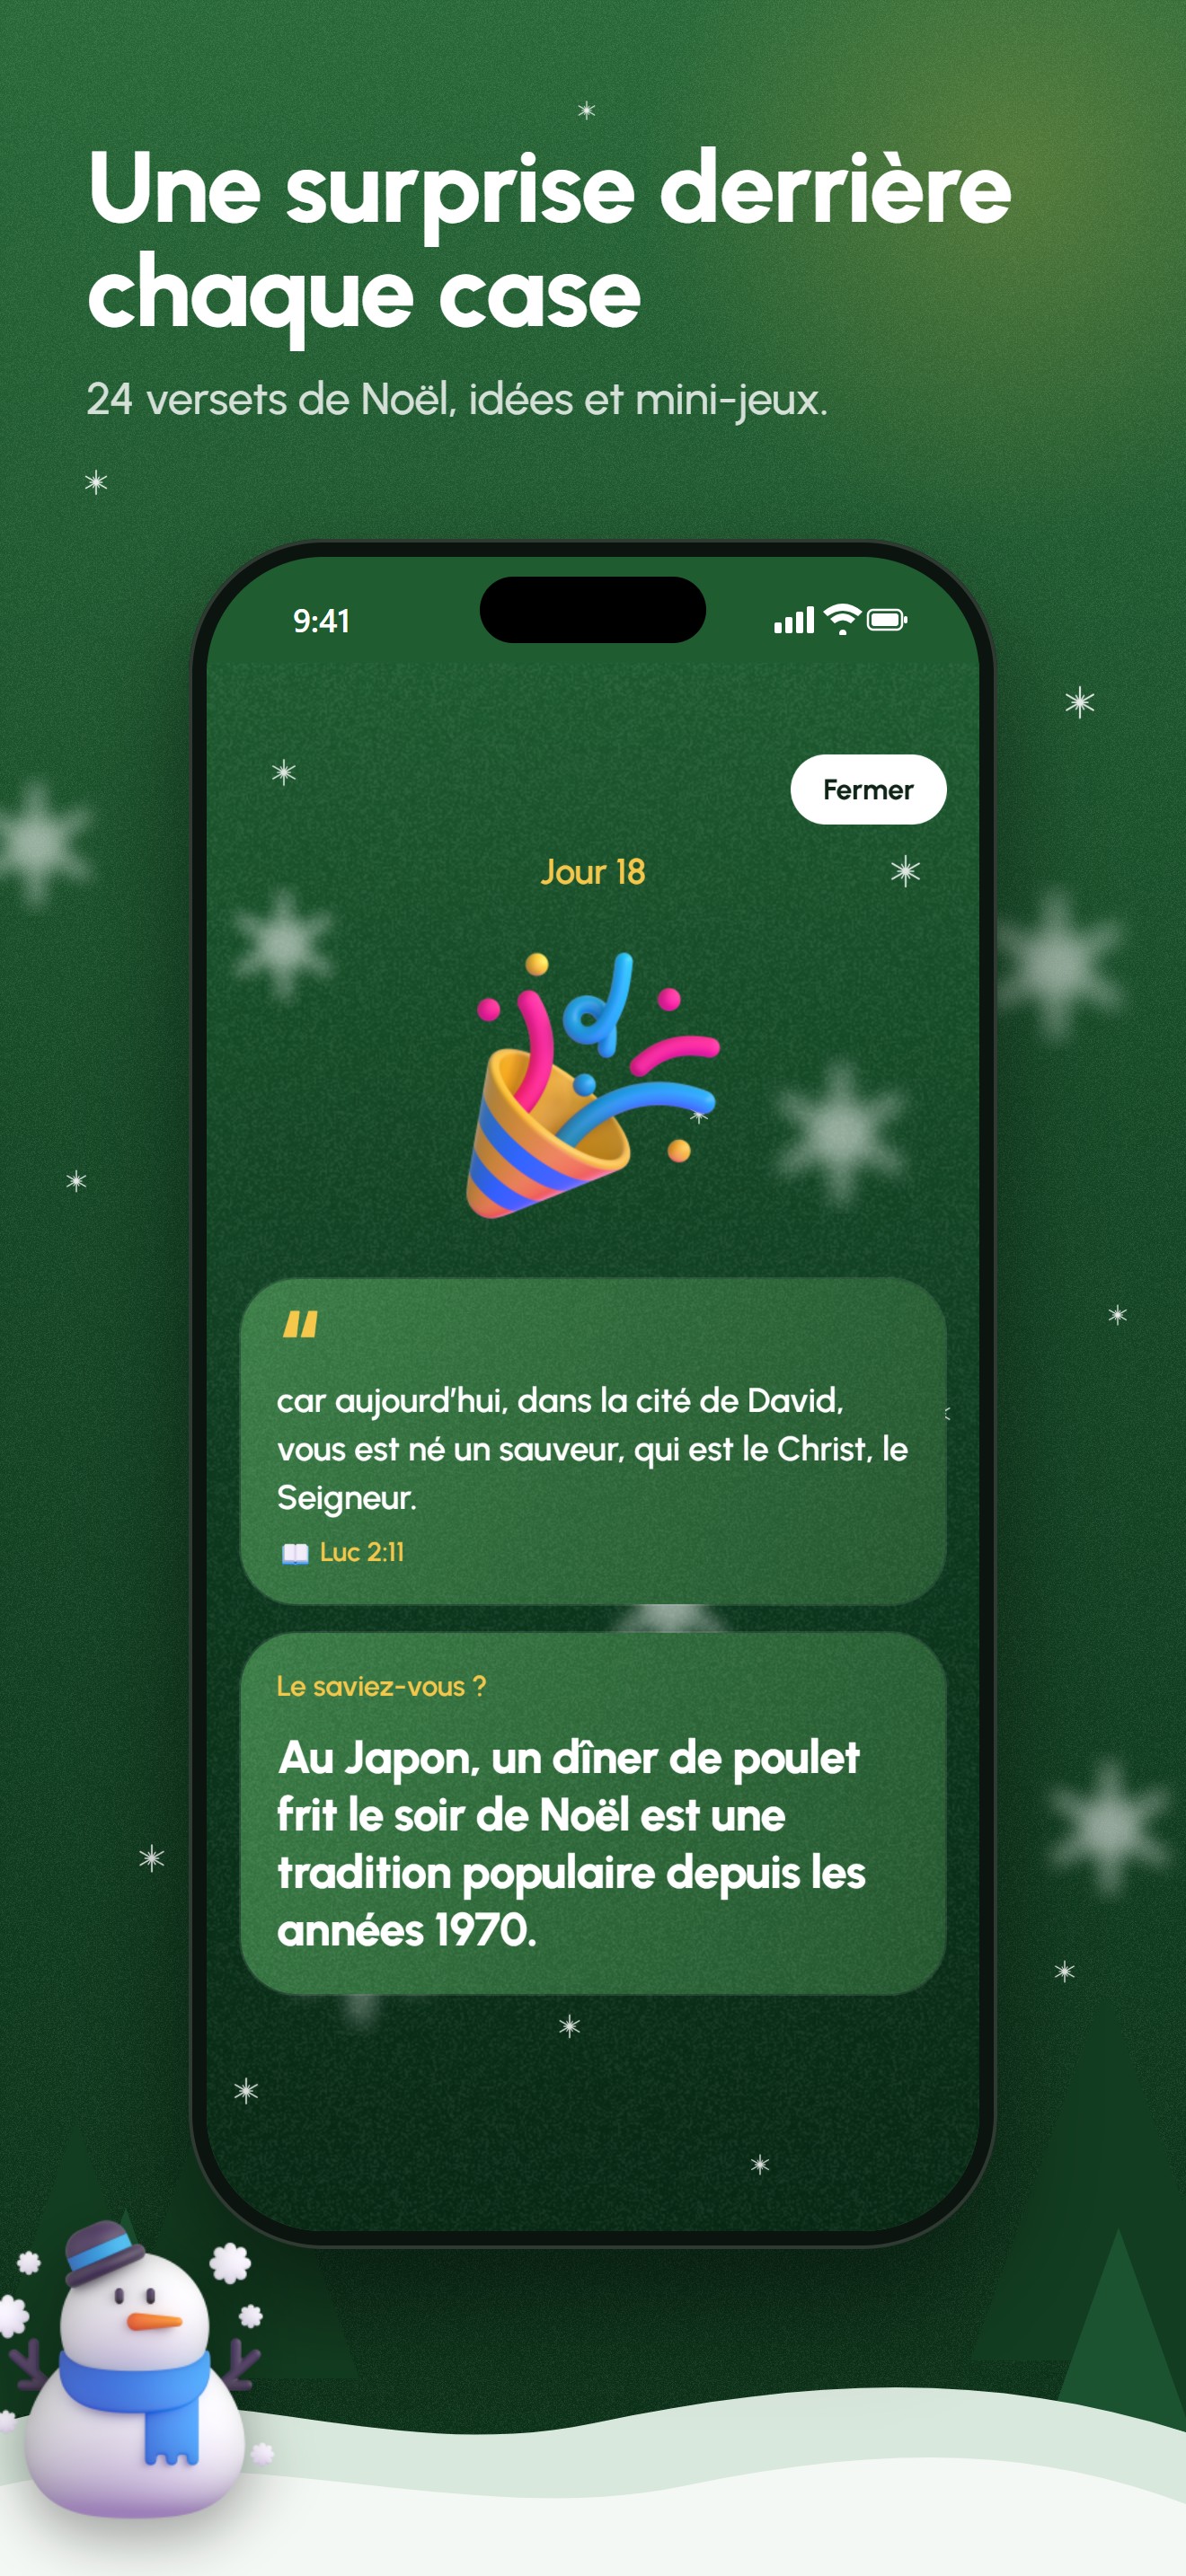 Une surprise derrière
chaque case
24 versets de Noël, idées et mini-jeux.
9:41
Fermer
Jour 18
"
car aujourd’hui, dans la cité de David,
vous est né un sauveur, qui est le Christ, le
Seigneur.
Luc 2:11
Le saviez-vous ?
Au Japon, un dîner de poulet
frit le soir de Noël est une
tradition populaire depuis les
années 1970.